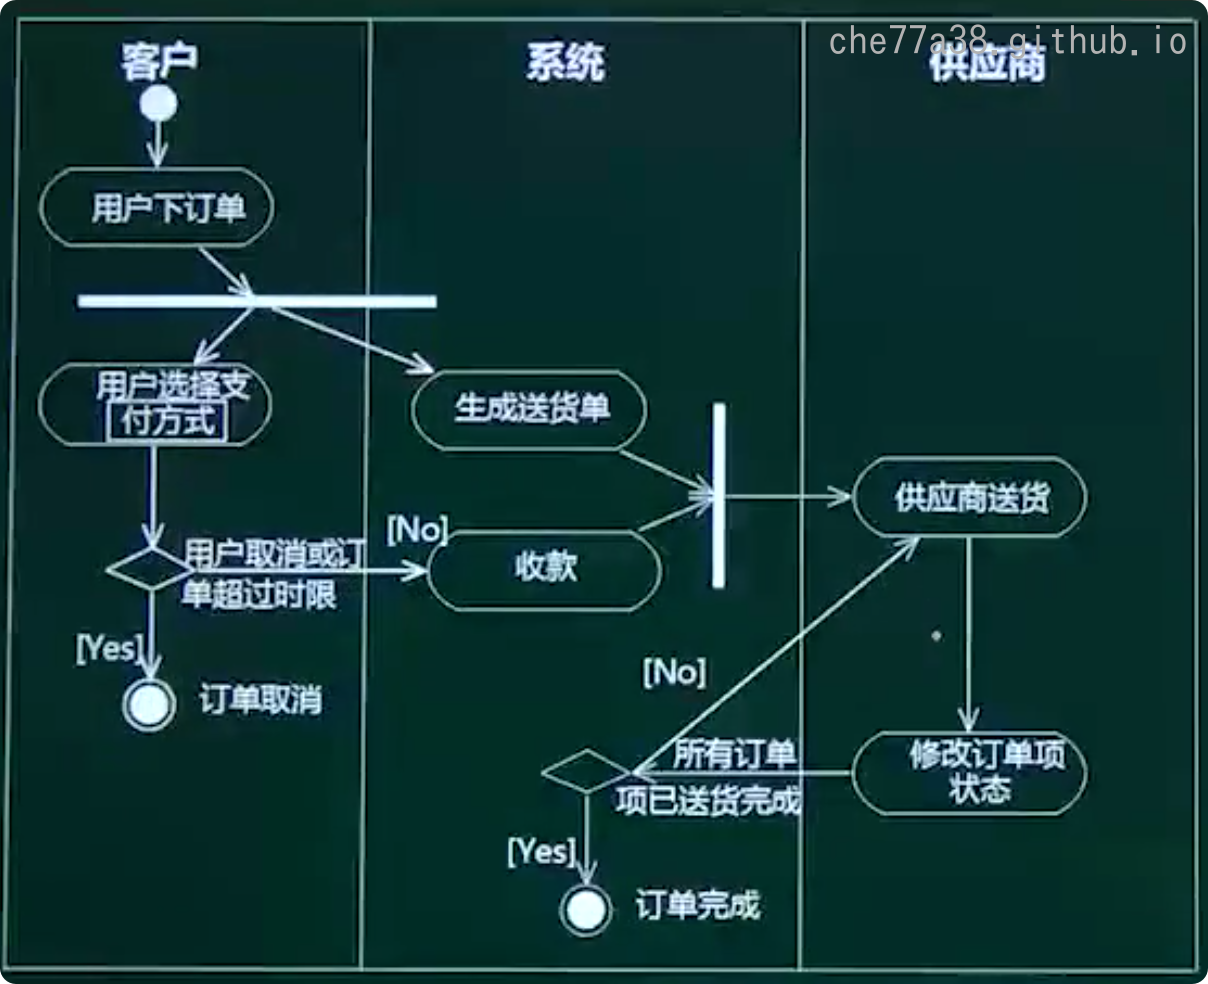 che77a38.github.io
客户
系统
供应商
用户下订单
用户选择支
付方式
生成送货单
供应商送货
[No]
用户取消或订
单超过时限
收款
[Yes]
订单取消
[No]
所有订单
项已送货完成
修改订单项
状态
[Yes]
订单完成